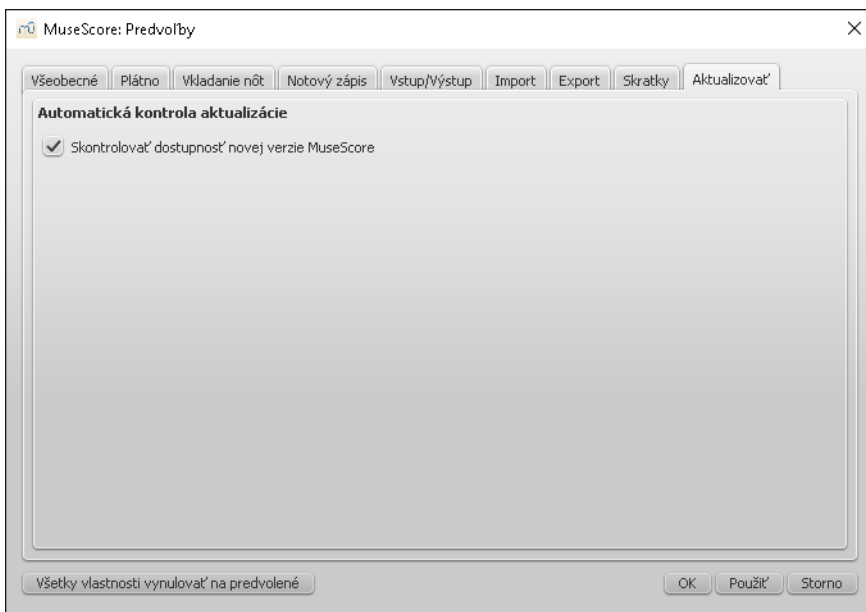 MuseScore: Predvoľby
Všeobecné Plátno Vkladanie nôt Notový zápis Vstup/Výstup Import Export Skratky Aktualizovať
Automatická kontrola aktualizácie
Skontrolovať dostupnosť novej verzie MuseScore
Všetky vlastnosti vynulovať na predvolené OK Použiť Storno